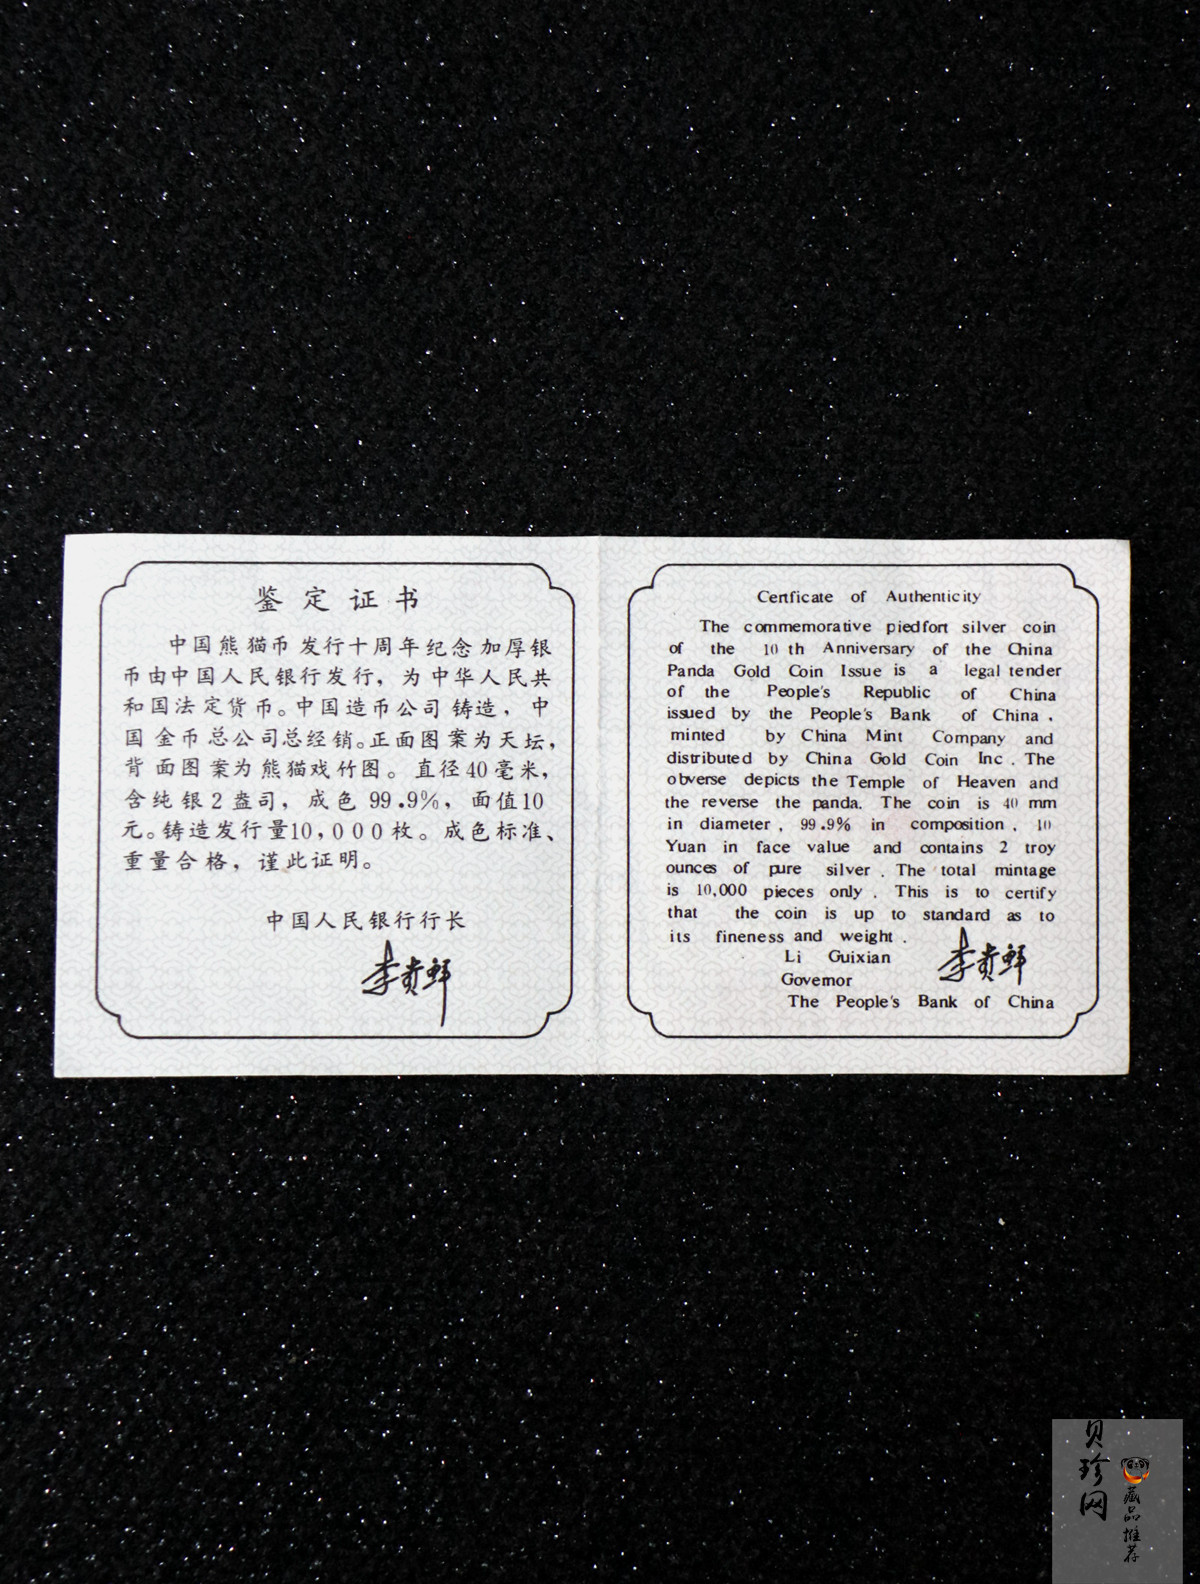 鉴定证书
中国熊猫币发行十周年纪念加厚银
币由中国人民银行发行，为中华人民共
和国法定货币。中国造币公司铸造，中
国金币总公司总经销。正面图案为天坛，
背面图案为熊猫戏竹图。直径40毫米，
含纯银2盎司，成色99.9%，面值10
元。铸造发行量10,000枚。成色标准、
重量合格，谨此证明。
中国人民银行行长
李贵鲜
Certficate of Authenticity
The commemorative piedfort silver coin
of the 10 th Anniversary of the China
Panda Gold Coin Issue is a legal tender
of the People's Republic of China
issued by the People's Bank of China,
minted by China Mint Company and
distributed by China Gold Coin Inc. The
obverse depicts the Temple of Heaven and
the reverse the panda. The coin is 40 mm
in diameter, 99.9% in composition, 10
Yuan in face value and contains 2 troy
ounces of pure silver. The total mintage
is 10,000 pieces only. This is to certify
that the coin is up to standard as to
its fineness and weight.
李贵鲜
Li Guixian
Governor
The People's Bank of China
贝珍网
藏品推荐